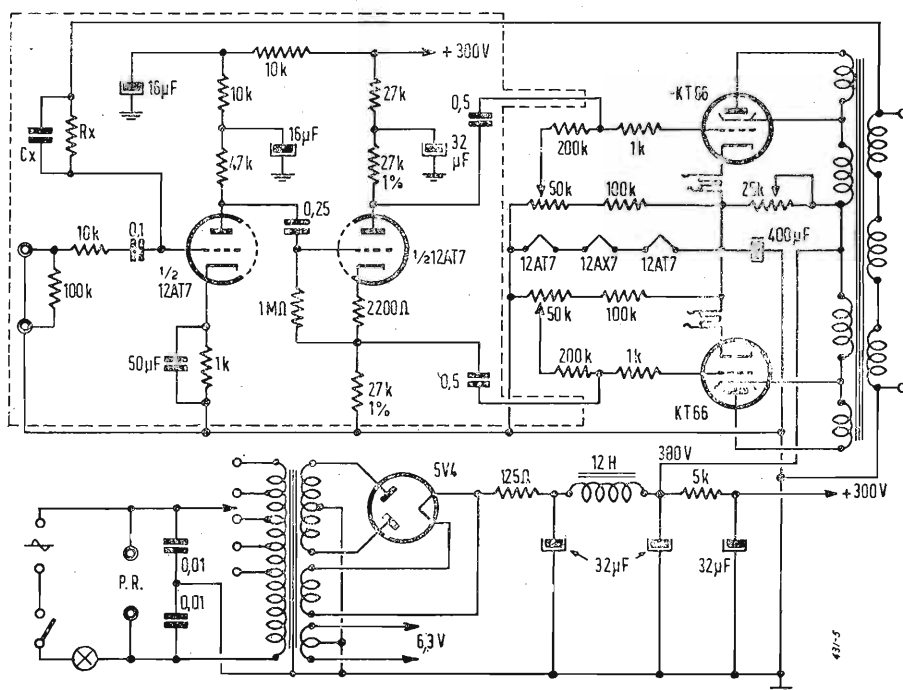 10k
+300V
16µF
10k
27k
0,5
KT66
Cx
Rx
16µF
32 µF
200k
1k
47k
27k 1%
50k
100k
25k
0,25
400µF
10k
0,1
½ 12AT7
½12AT7
12AT7
12AX7
12AT7
100k
1MΩ
2200Ω
50k
100k
50µF
1k
200k
1k
27k 1%
0,5
KT66
5V4
125Ω
12H
380V
5k
+300V
0,01
P.R.
32µF
32µF
0,01
6,3V
431-5